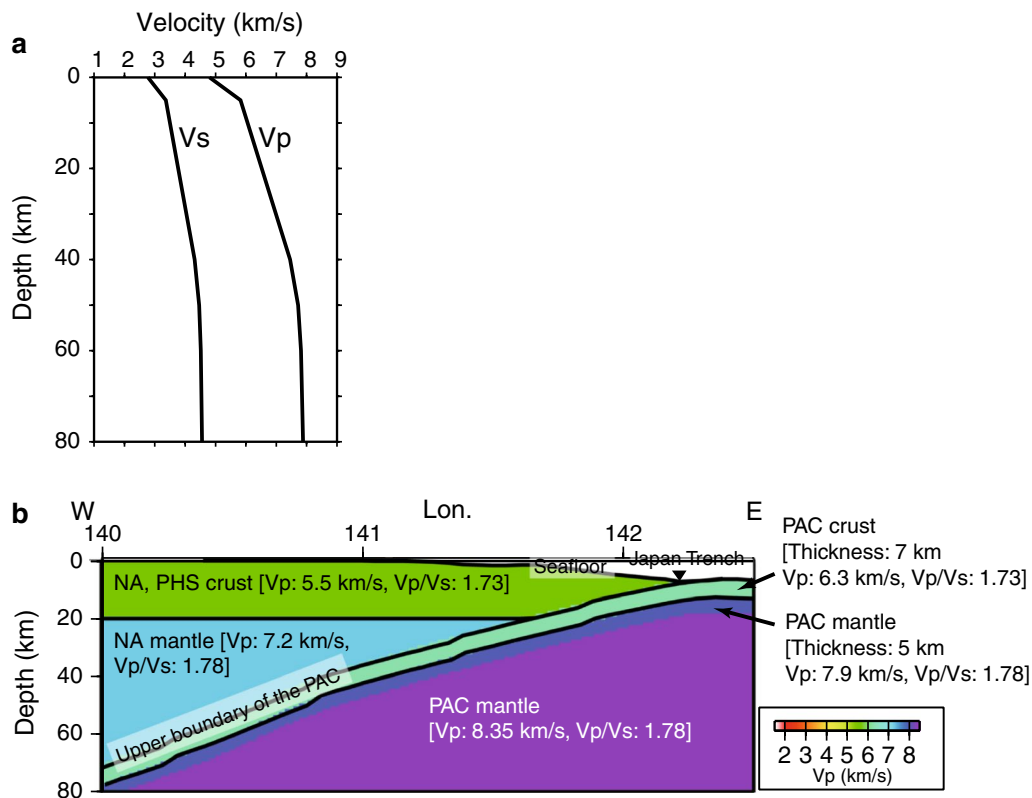 a
Velocity (km/s)
1 2 3 4 5 6 7 8 9
0
20
40
60
80
Depth (km)
Vs
Vp
b
W
Lon.
E
140
141
142
0
20
40
60
80
Depth (km)
Seafloor
Japan Trench
NA, PHS crust [Vp: 5.5 km/s, Vp/Vs: 1.73]
NA mantle [Vp: 7.2 km/s,
Vp/Vs: 1.78]
Upper boundary of the PAC
PAC mantle
[Vp: 8.35 km/s, Vp/Vs: 1.78]
PAC crust
[Thickness: 7 km
Vp: 6.3 km/s, Vp/Vs: 1.73]
PAC mantle
[Thickness: 5 km
Vp: 7.9 km/s, Vp/Vs: 1.78]
2 3 4 5 6 7 8
Vp (km/s)